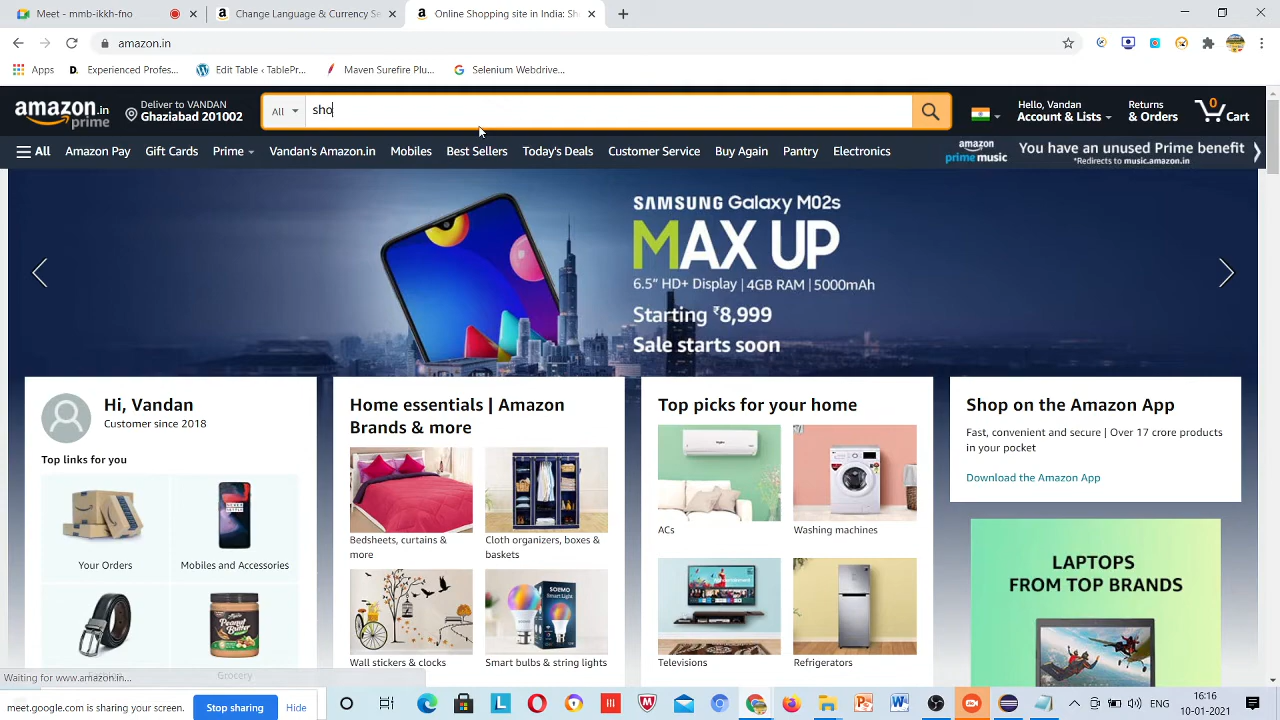 Meet - mnb-ikkh-no
Language & Currency Se
Online Shopping site in India: Sh
amazon.in
Apps
Experienced Profes...
Edit Table ‹ TablePr...
Maven Surefire Plu...
Selenium Webdrive...
amazon.in
prime
Deliver to VANDAN
Ghaziabad 201002
All
sho
Hello, Vandan
Account & Lists
Returns
& Orders
0
Cart
All
Amazon Pay
Gift Cards
Prime
Vandan's Amazon.in
Mobiles
Best Sellers
Today's Deals
Customer Service
Buy Again
Pantry
Electronics
amazon
prime music
You have an unused Prime benefit
*Redirects to music.amazon.in
SAMSUNG Galaxy M02s
MAX UP
6.5” HD+ Display | 4GB RAM | 5000mAh
Starting ₹8,999
Sale starts soon
Hi, Vandan
Customer since 2018
Top links for you
Your Orders
Mobiles and Accessories
Peanut
Butter
Grocery
Home essentials | Amazon
Brands & more
Bedsheets, curtains &
more
Cloth organizers, boxes &
baskets
SOEMO
Smart Light
Wall stickers & clocks
Smart bulbs & string lights
Top picks for your home
ACs
Washing machines
Televisions
Refrigerators
Shop on the Amazon App
Fast, convenient and secure | Over 17 crore products
in your pocket
Download the Amazon App
LAPTOPS
FROM TOP BRANDS
Waiting for www.amazon.in...
meet.google.com is sharing your screen.
Stop sharing
Hide
ENG
16:16
10-01-2021